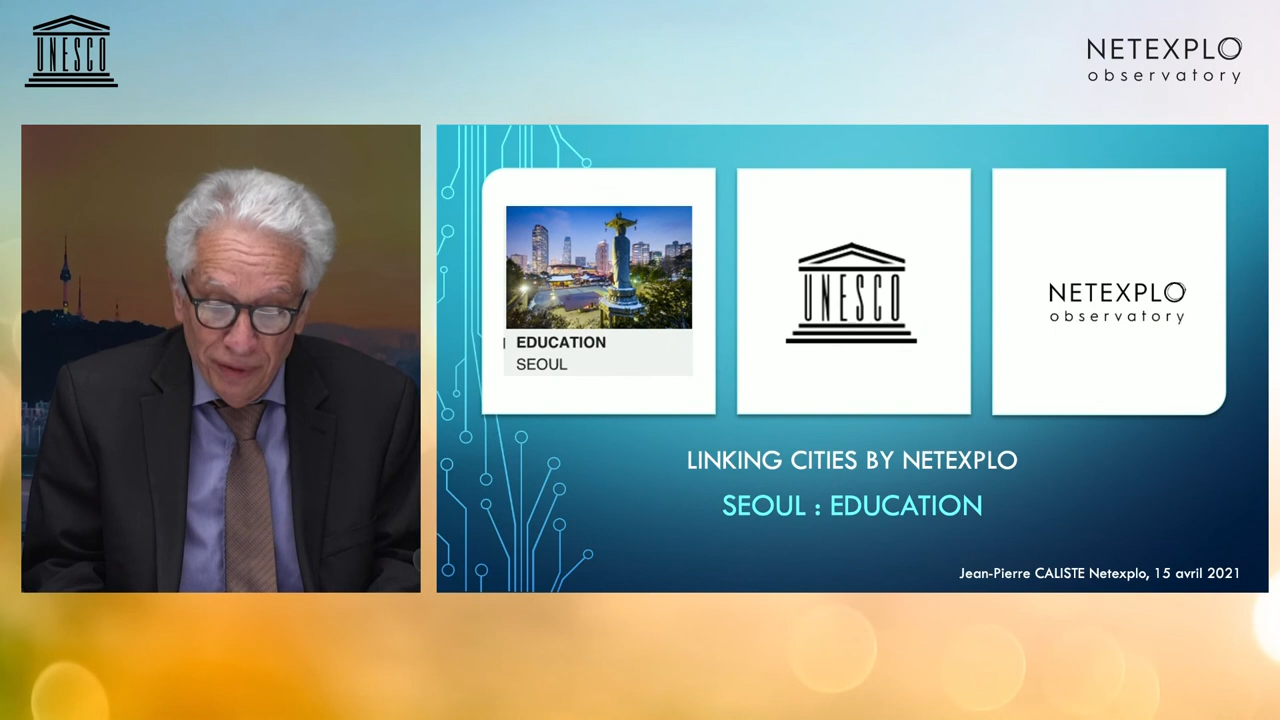 UNESCO
NETEXPLO
observatory
EDUCATION
SEOUL
UNESCO
NETEXPLO
observatory
LINKING CITIES BY NETEXPLO
SEOUL : EDUCATION
Jean-Pierre CALISTE Netexplo, 15 avril 2021